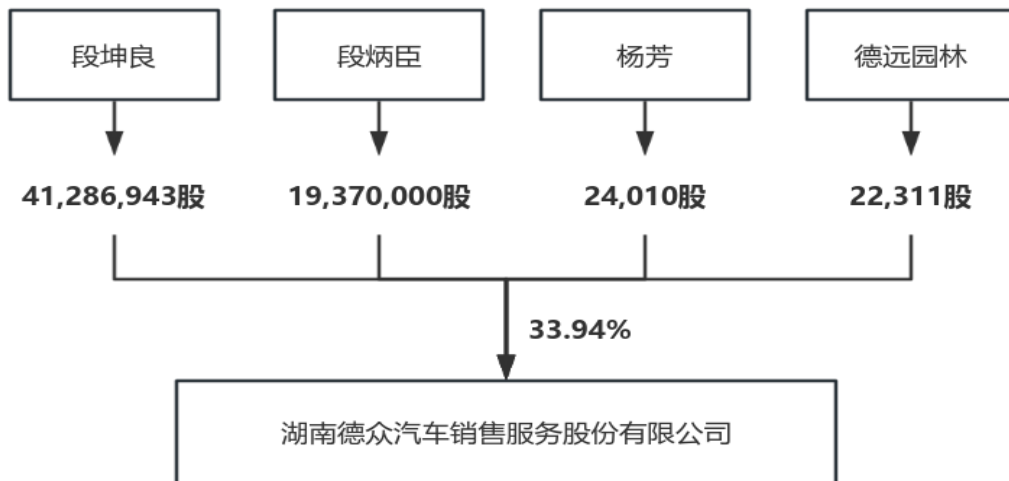 段坤良
段炳臣
杨芳
德远园林
41,286,943股
19,370,000股
24,010股
22,311股
33.94%
湖南德众汽车销售服务股份有限公司